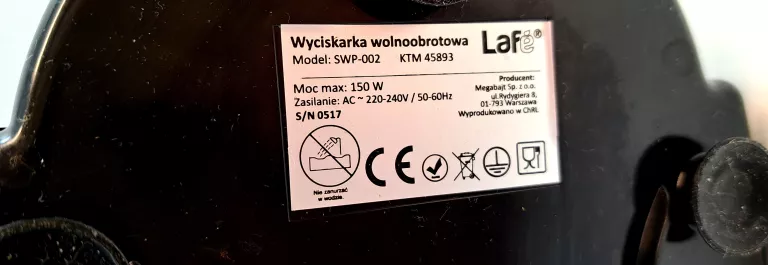 Wyciskarka wolnoobrotowa
Lafé®
Model: SWP-002 KTM 45893
Moc max: 150 W
Zasilanie: AC ~ 220-240V / 50-60Hz
S/N 0517
Producent:
Megabajt Sp. z o.o.
ul.Rydygiera 8,
01-793 Warszawa
Wyprodukowano w ChRL
Nie zanurzać
w wodzie.
CE